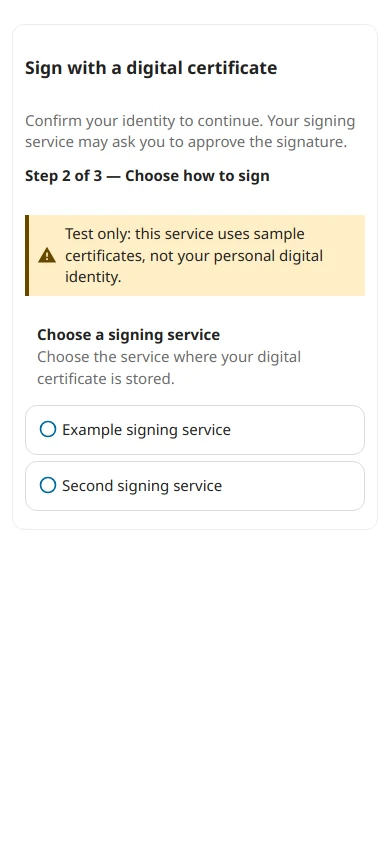 Sign with a digital certificate
Confirm your identity to continue. Your signing
service may ask you to approve the signature.
Step 2 of 3 — Choose how to sign
Test only: this service uses sample
certificates, not your personal digital
identity.
Choose a signing service
Choose the service where your digital
certificate is stored.
Example signing service
Second signing service